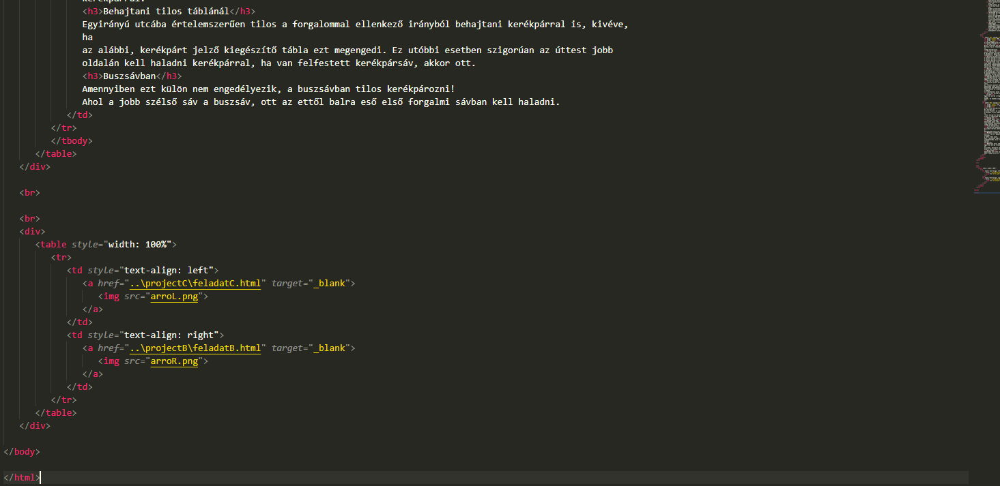 kerékpárral.
<h3>Behajtani tilos táblánál</h3>
Egyirányú utcába értelemszerűen tilos a forgalommal ellenkező irányból behajtani kerékpárral is, kivéve,
ha
az alábbi, kerékpárt jelző kiegészítő tábla ezt megengedi. Ez utóbbi esetben szigorúan az úttest jobb
oldalán kell haladni kerékpárral, ha van felfestett kerékpársáv, akkor ott.
<h3>Buszsávban</h3>
Amennyiben ezt külön nem engedélyezik, a buszsávban tilos kerékpározni!
Ahol a jobb szélső sáv a buszsáv, ott az ettől balra eső első forgalmi sávban kell haladni.
</td>
</tr>
</tbody>
</table>
</div>
<br>
<br>
<div>
<table style="width: 100%">
<tr>
<td style="text-align: left">
<a href="..\projectC\feladatC.html" target="_blank">
<img src="arroL.png">
</a>
</td>
<td style="text-align: right">
<a href="..\projectB\feladatB.html" target="_blank">
<img src="arroR.png">
</a>
</td>
</tr>
</table>
</div>
</body>
</html>